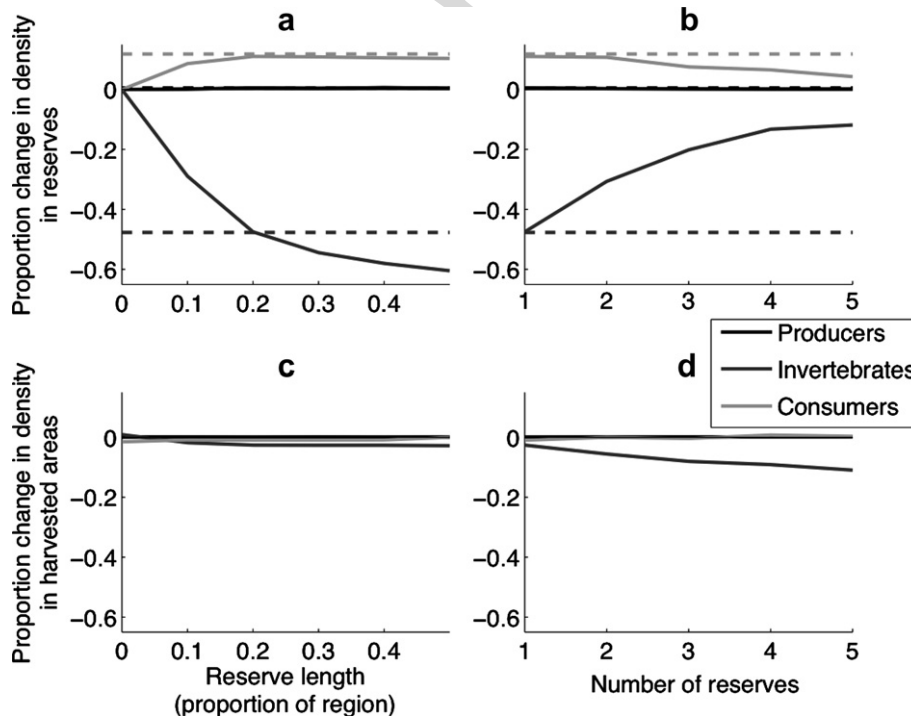 a
b
Proportion change in density
in reserves
0
−0.2
−0.4
−0.6
0
0.1
0.2
0.3
0.4
0
−0.2
−0.4
−0.6
1
2
3
4
5
Producers
Invertebrates
Consumers
c
d
Proportion change in density
in harvested areas
0
−0.2
−0.4
−0.6
0
0.1
0.2
0.3
0.4
Reserve length
(proportion of region)
0
−0.2
−0.4
−0.6
1
2
3
4
5
Number of reserves